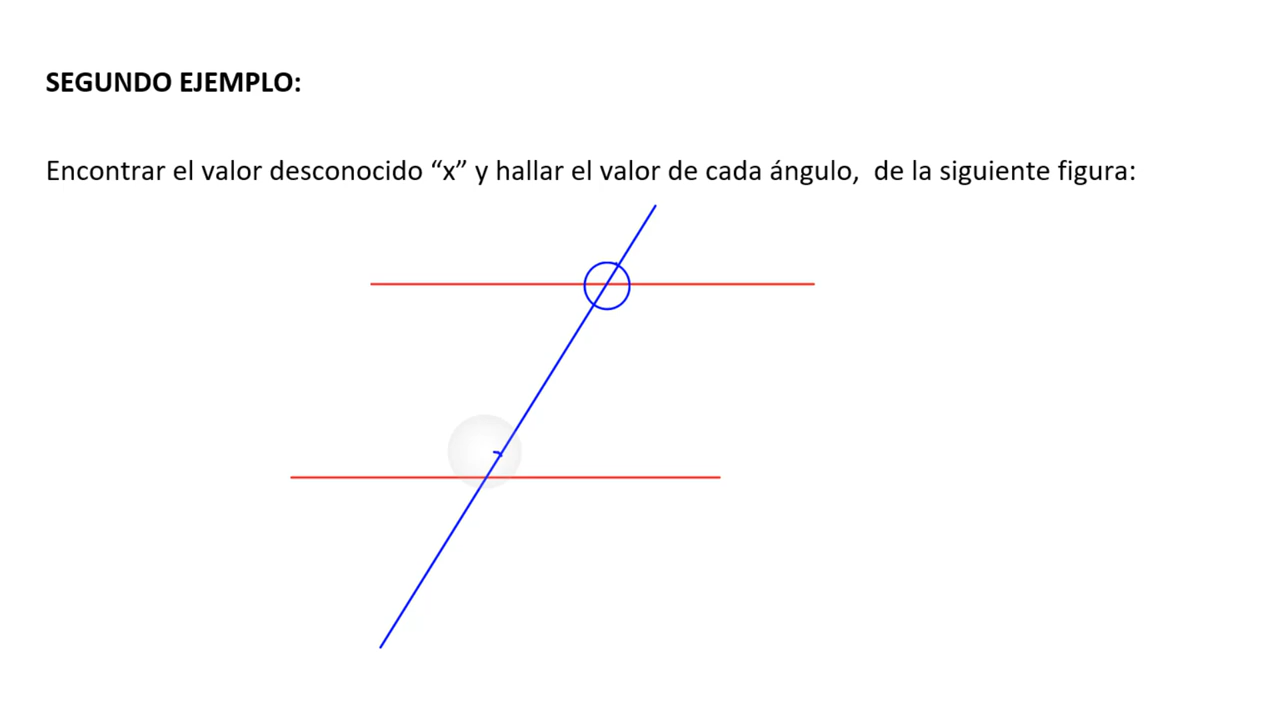 SEGUNDO EJEMPLO:
Encontrar el valor desconocido “x” y hallar el valor de cada ángulo,  de la siguiente figura: